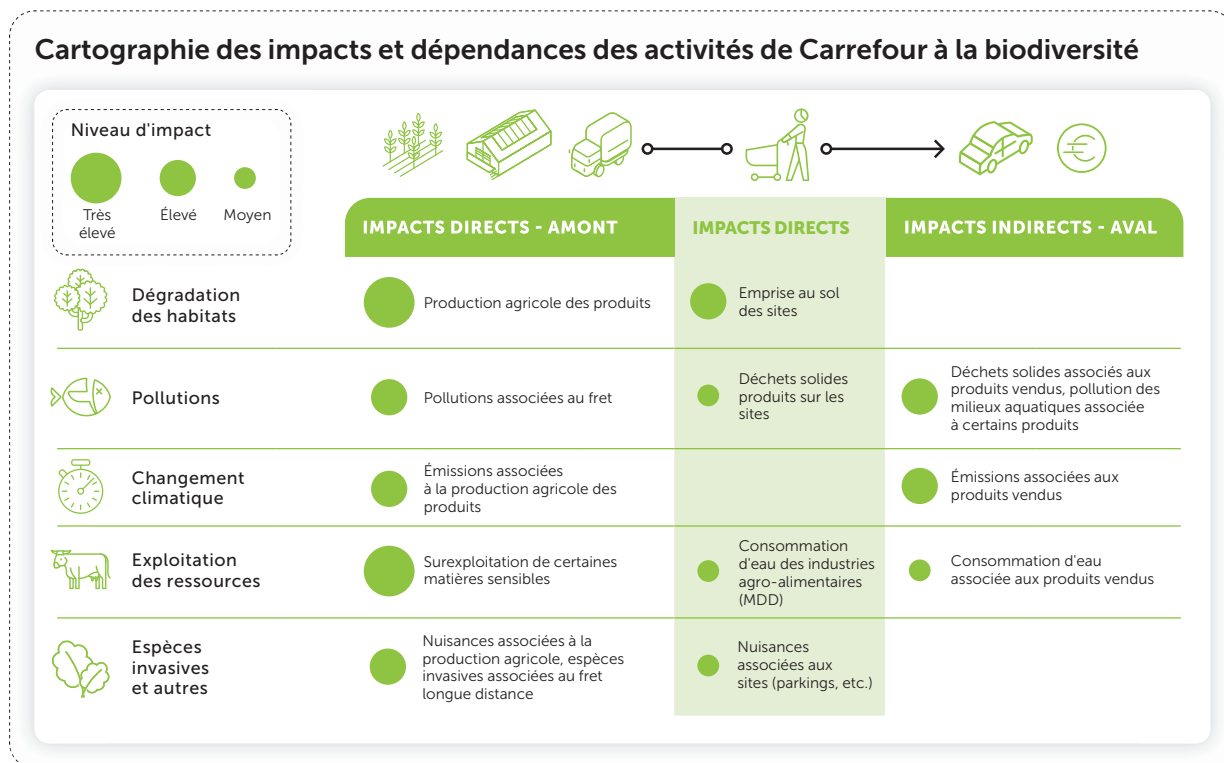 Cartographie des impacts et dépendances des activités de Carrefour à la biodiversité
Niveau d'impact
Très
élevé
Élevé
Moyen
IMPACTS DIRECTS - AMONT
IMPACTS DIRECTS
IMPACTS INDIRECTS - AVAL
Dégradation
des habitats
Production agricole des produits
Emprise au sol
des sites
Pollutions
Pollutions associées au fret
Déchets solides
produits sur les
sites
Déchets solides associés aux
produits vendus, pollution des
milieux aquatiques associée
à certains produits
Changement
climatique
Émissions associées
à la production agricole des
produits
Émissions associées aux
produits vendus
Exploitation
des ressources
Surexploitation de certaines
matières sensibles
Consommation
d'eau des industries
agro-alimentaires
(MDD)
Consommation d'eau
associée aux produits vendus
Espèces
invasives
et autres
Nuisances associées à la
production agricole, espèces
invasives associées au fret
longue distance
Nuisances
associées aux
sites (parkings, etc.)